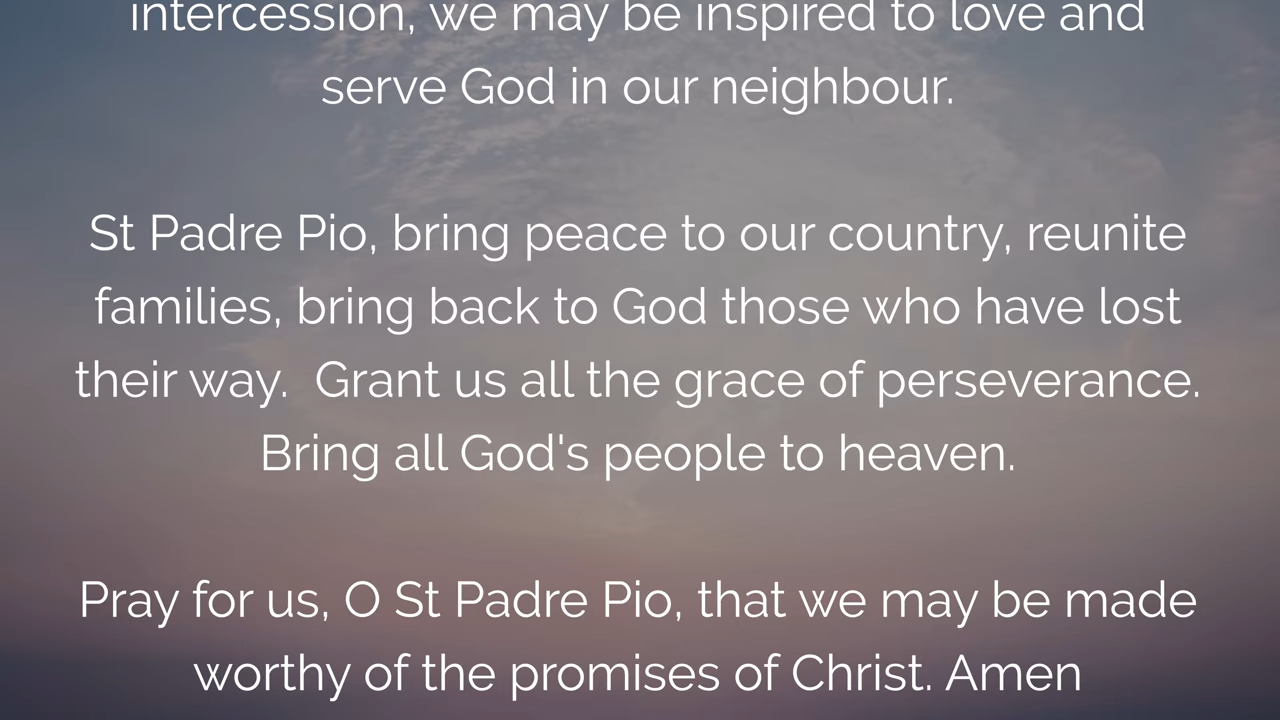 intercession, we may be inspired to love and
serve God in our neighbour.
St Padre Pio, bring peace to our country, reunite
families, bring back to God those who have lost
their way.  Grant us all the grace of perseverance.
Bring all God's people to heaven.
Pray for us, O St Padre Pio, that we may be made
worthy of the promises of Christ. Amen